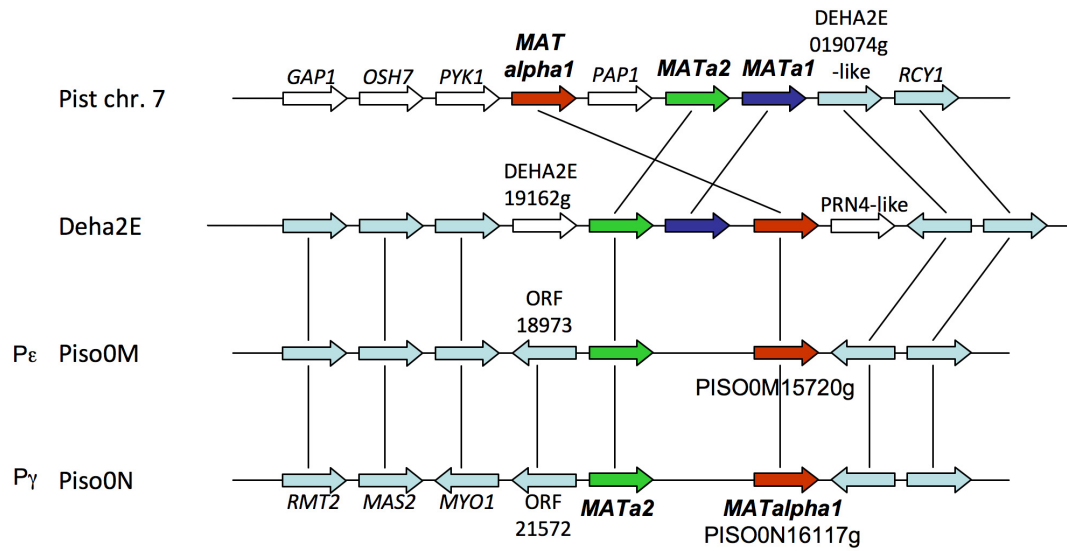 DEHA2E
019074g
-like
MAT
alpha1
GAP1 OSH7 PYK1 PAP1 MATa2 MATa1 RCY1
Pist chr. 7
DEHA2E
19162g
PRN4-like
Deha2E
ORF
18973
Pε Piso0M
PISO0M15720g
Pγ Piso0N
RMT2 MAS2 MYO1 ORF
21572
MATa2 MATalpha1
PISO0N16117g